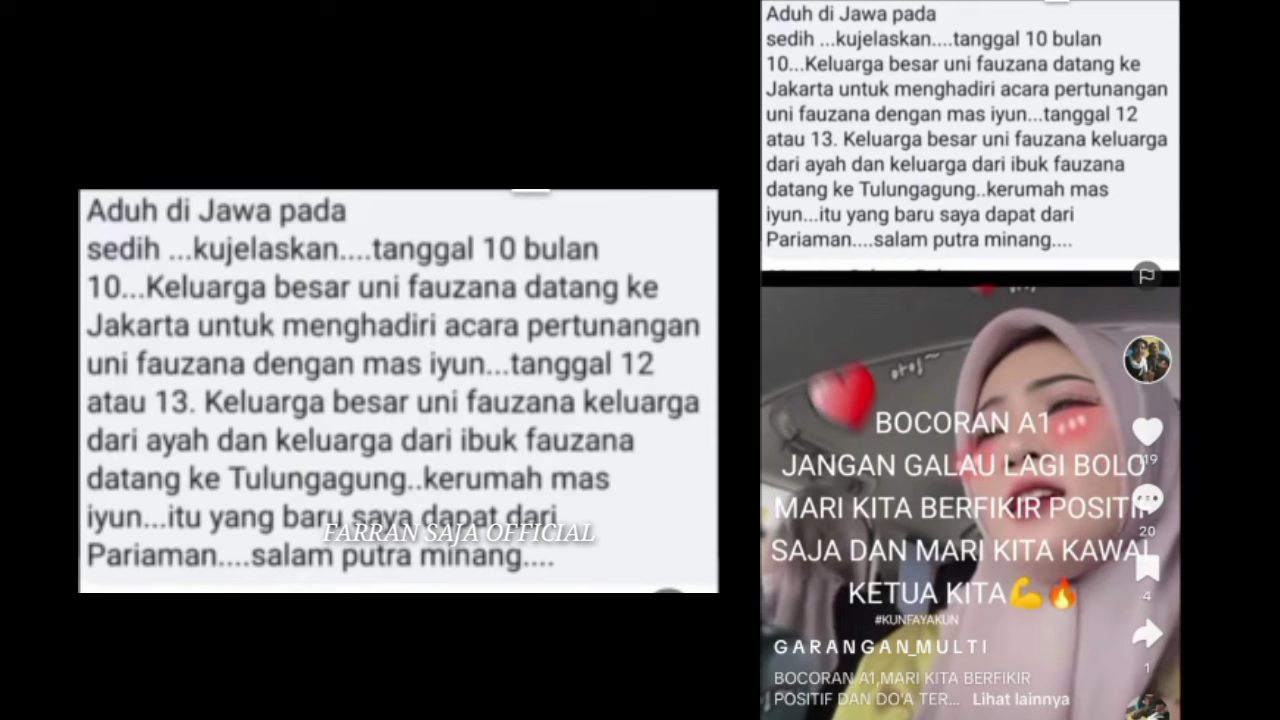 Aduh di Jawa pada
sedih ...kujelaskan....tanggal 10 bulan
10...Keluarga besar uni fauzana datang ke
Jakarta untuk menghadiri acara pertunangan
uni fauzana dengan mas iyun...tanggal 12
atau 13. Keluarga besar uni fauzana keluarga
dari ayah dan keluarga dari ibuk fauzana
datang ke Tulungagung..kerumah mas
iyun...itu yang baru saya dapat dari
Pariaman....salam putra minang....
FARRAN SAJA OFFICIAL
Aduh di Jawa pada
sedih ...kujelaskan....tanggal 10 bulan
10...Keluarga besar uni fauzana datang ke
Jakarta untuk menghadiri acara pertunangan
uni fauzana dengan mas iyun...tanggal 12
atau 13. Keluarga besar uni fauzana keluarga
dari ayah dan keluarga dari ibuk fauzana
datang ke Tulungagung..kerumah mas
iyun...itu yang baru saya dapat dari
Pariaman....salam putra minang....
BOCORAN A1
JANGAN GALAU LAGI BOLO
MARI KITA BERFIKIR POSITIF
SAJA DAN MARI KITA KAWAL
KETUA KITA💪🔥
#KUNFAYAKUN
GARANGAN_MULTI
BOCORAN A1,MARI KITA BERFIKIR
POSITIF DAN DO'A TER... Lihat lainnya
20
4
1